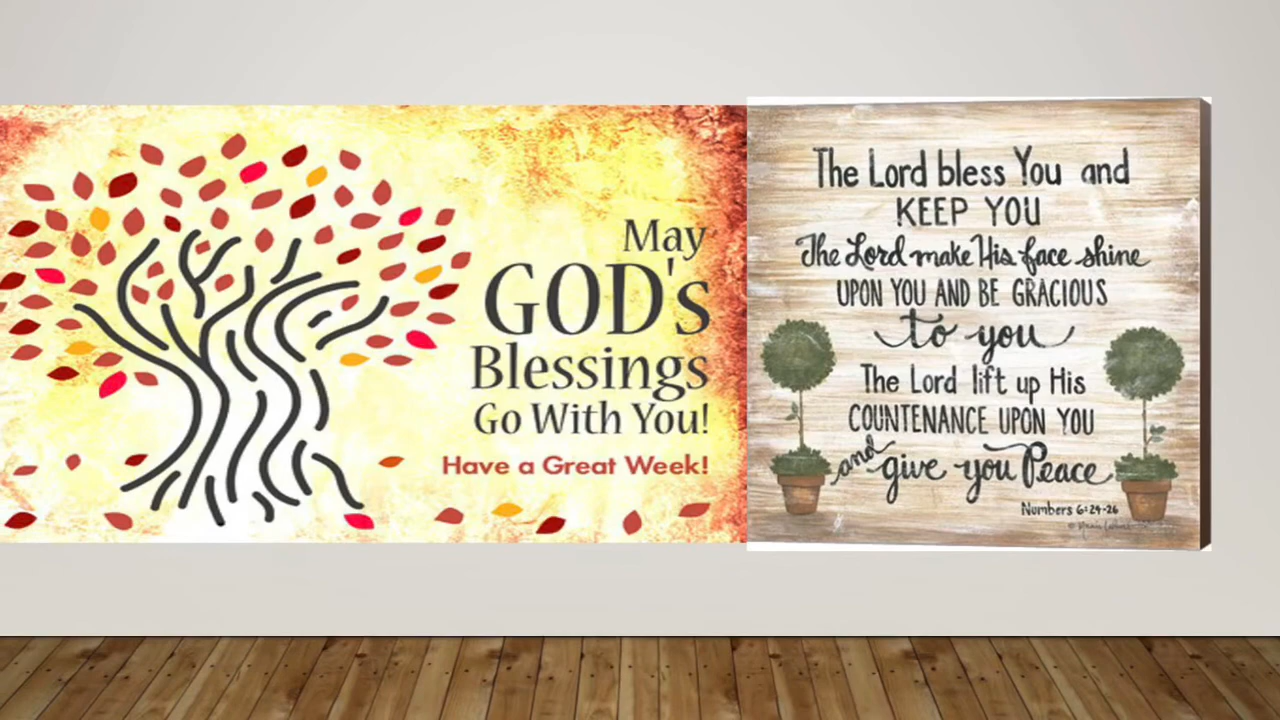 May
GOD's
Blessings
Go With You!
Have a Great Week!
The Lord bless You and
KEEP YOU
The Lord make His face shine
UPON YOU AND BE GRACIOUS
to you
The Lord lift up His
COUNTENANCE UPON YOU
and give you Peace
Numbers 6:24-26